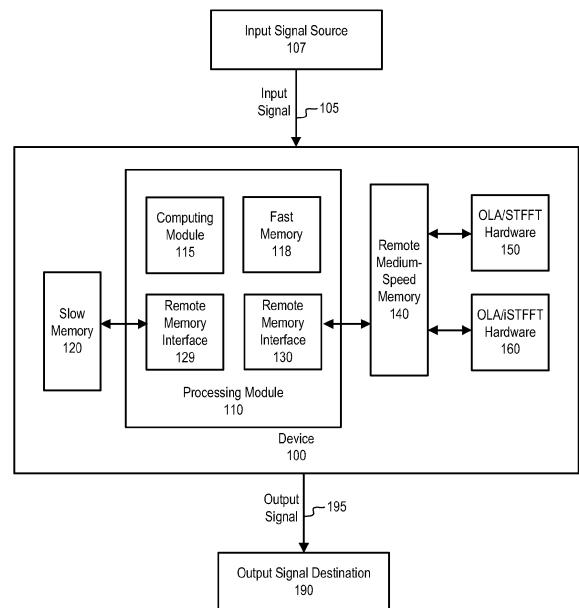 Input Signal Source
107
Input
Signal
105
Computing
Module
115
Fast
Memory
118
Remote
Medium-
Speed
Memory
140
OLA/STFFT
Hardware
150
Slow
Memory
120
Remote
Memory
Interface
129
Remote
Memory
Interface
130
OLA/iSTFFT
Hardware
160
Processing Module
110
Device
100
Output
Signal
195
Output Signal Destination
190